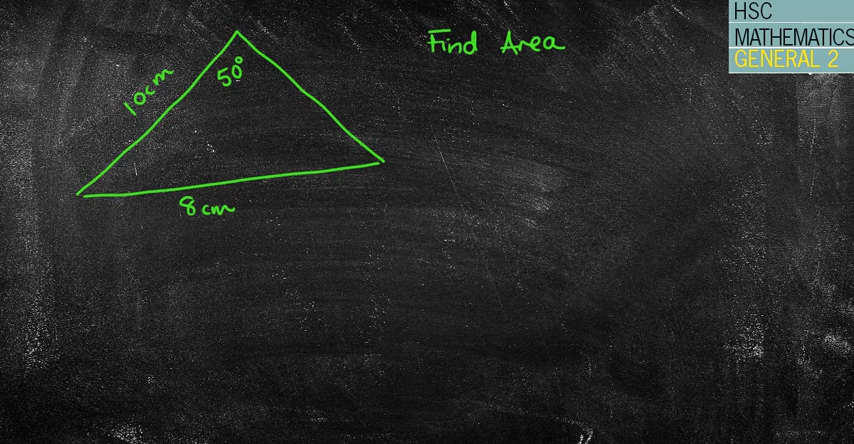 HSC
MATHEMATICS
GENERAL 2
Find Area
50°
10cm
8cm